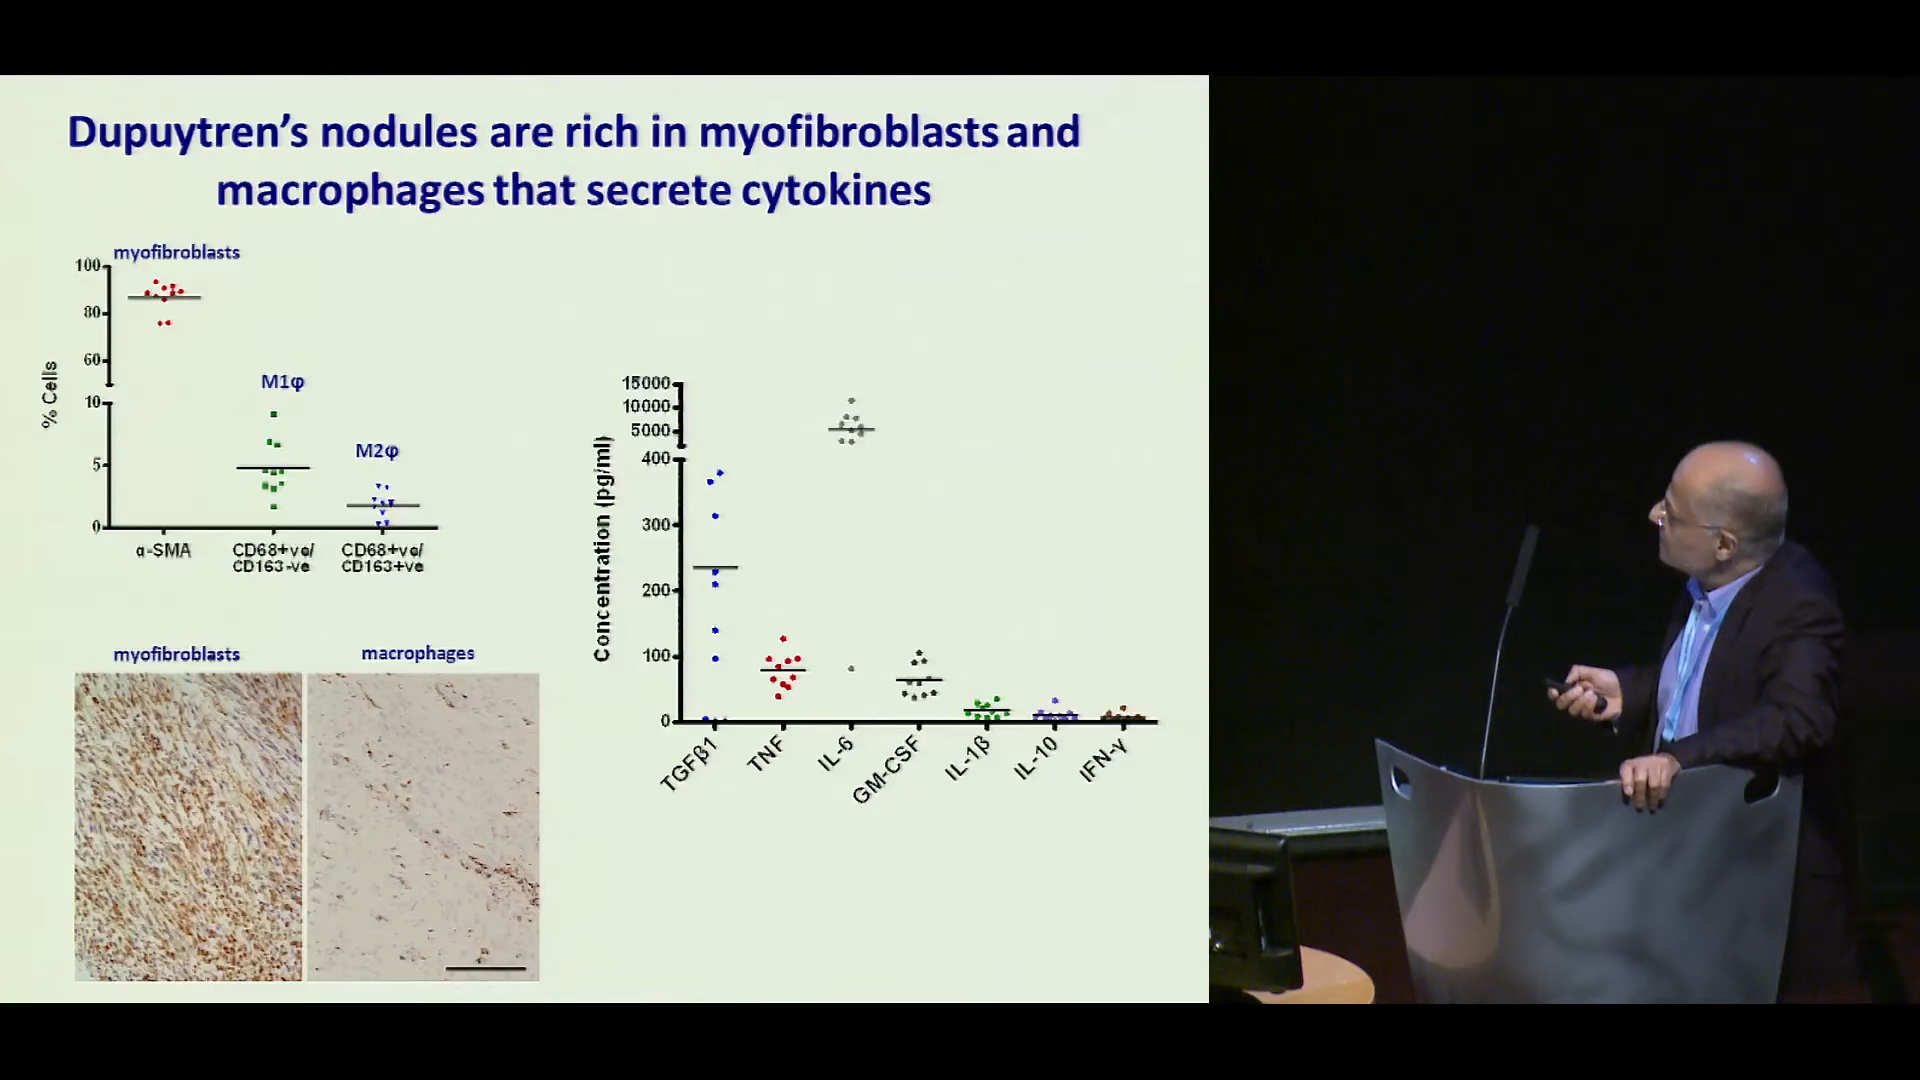 Dupuytren's nodules are rich in myofibroblasts and
macrophages that secrete cytokines
myofibroblasts
100
80
60
% Cells
M1φ
10
M2φ
5
0
α-SMA
CD68+ve/
CD163-ve
CD68+ve/
CD163+ve
15000
10000
5000
400
300
200
100
0
Concentration (pg/ml)
TGFβ1
TNF
IL-6
GM-CSF
IL-1β
IL-10
IFN-γ
myofibroblasts
macrophages